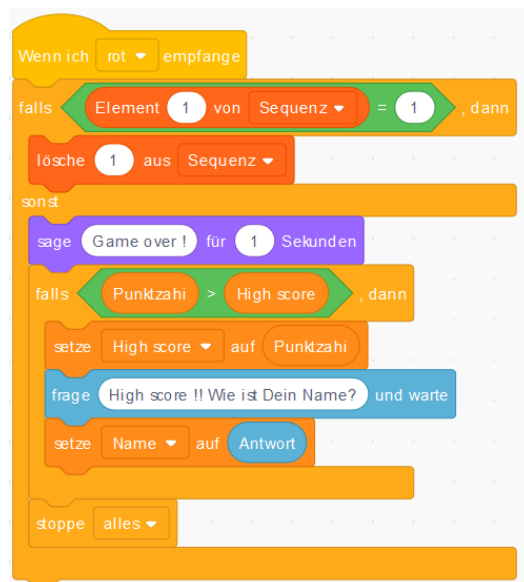 Wenn ich rot empfange
falls Element 1 von Sequenz = 1 , dann
lösche 1 aus Sequenz
sonst
sage Game over ! für 1 Sekunden
falls Punktzahi > High score , dann
setze High score auf Punktzahi
frage High score !! Wie ist Dein Name? und warte
setze Name auf Antwort
stoppe alles